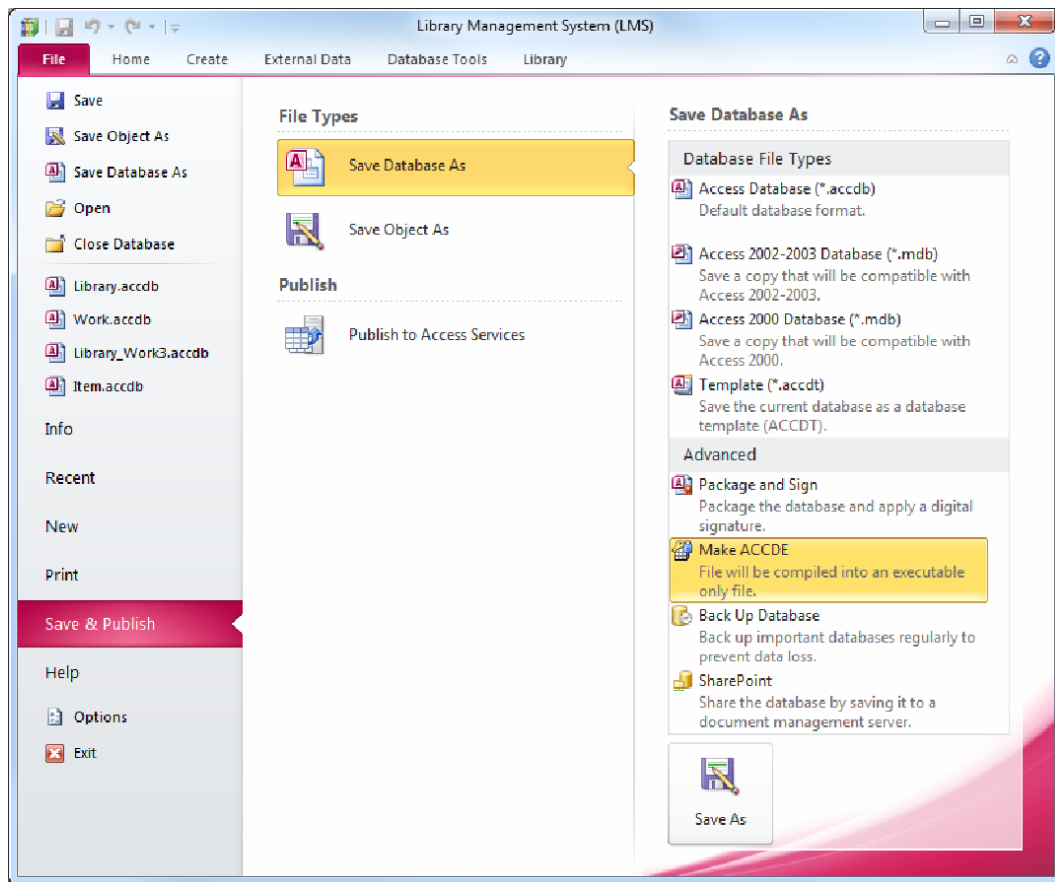 Library Management System (LMS)
File Home Create External Data Database Tools Library
Save
Save Object As
Save Database As
Open
Close Database
Library.accdb
Work.accdb
Library_Work3.accdb
Item.accdb
Info
Recent
New
Print
Save & Publish
Help
Options
Exit
File Types
Save Database As
Save Object As
Publish
Publish to Access Services
Save Database As
Database File Types
Access Database (*.accdb)
Default database format.
Access 2002-2003 Database (*.mdb)
Save a copy that will be compatible with
Access 2002-2003.
Access 2000 Database (*.mdb)
Save a copy that will be compatible with
Access 2000.
Template (*.accdt)
Save the current database as a database
template (ACCDT).
Advanced
Package and Sign
Package the database and apply a digital
signature.
Make ACCDE
File will be compiled into an executable
only file.
Back Up Database
Back up important databases regularly to
prevent data loss.
SharePoint
Share the database by saving it to a
document management server.
Save As